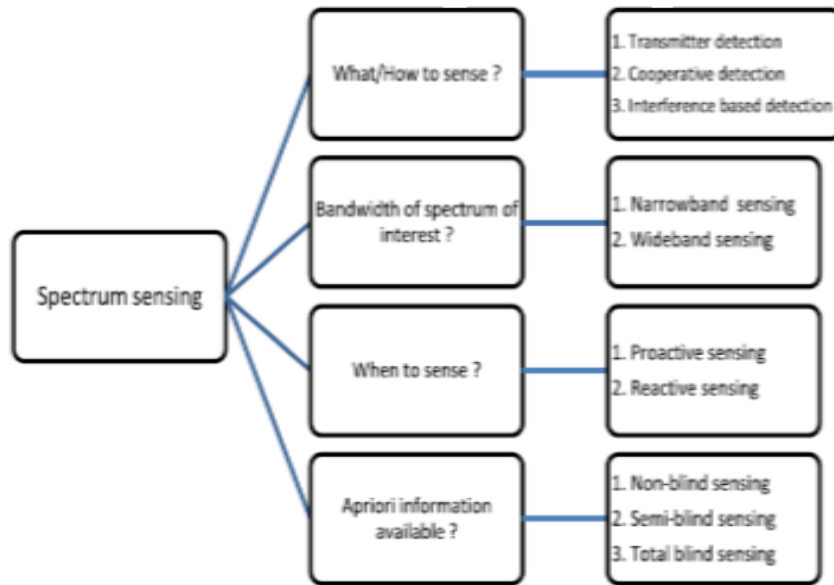 Spectrum sensing
What/How to sense ?
1. Transmitter detection
2. Cooperative detection
3. Interference based detection
Bandwidth of spectrum of
interest ?
1. Narrowband sensing
2. Wideband sensing
When to sense ?
1. Proactive sensing
2. Reactive sensing
Apriori information
available ?
1. Non-blind sensing
2. Semi-blind sensing
3. Total blind sensing